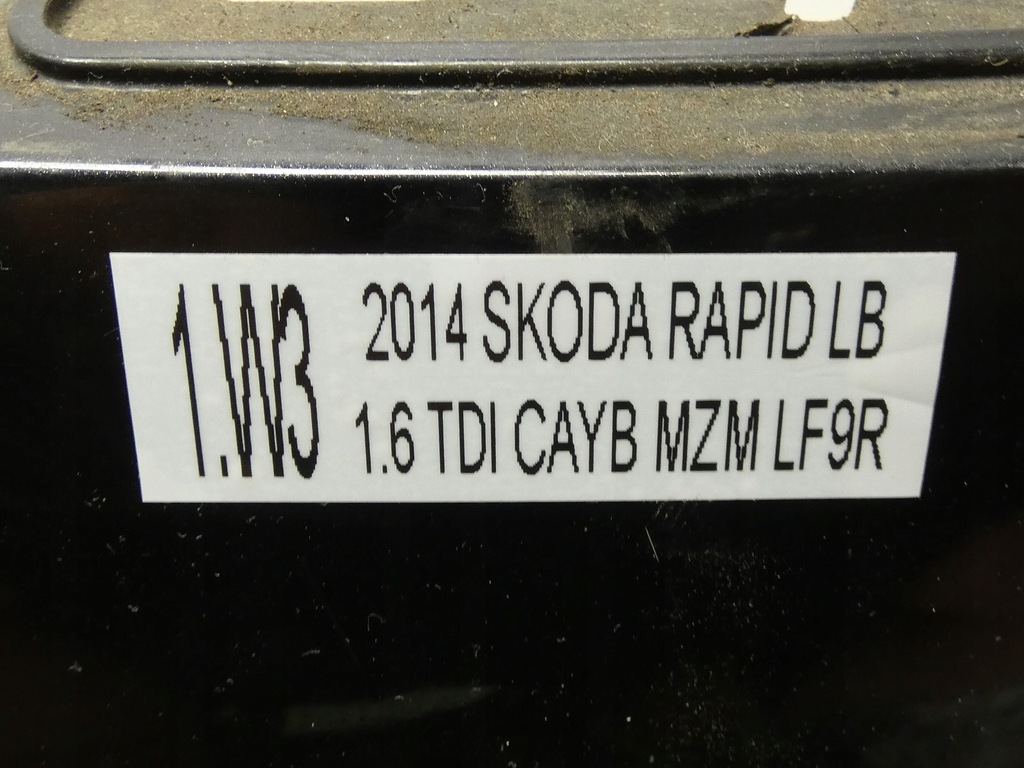 1.W3
2014 SKODA RAPID LB
1.6 TDI CAYB MZM LF9R